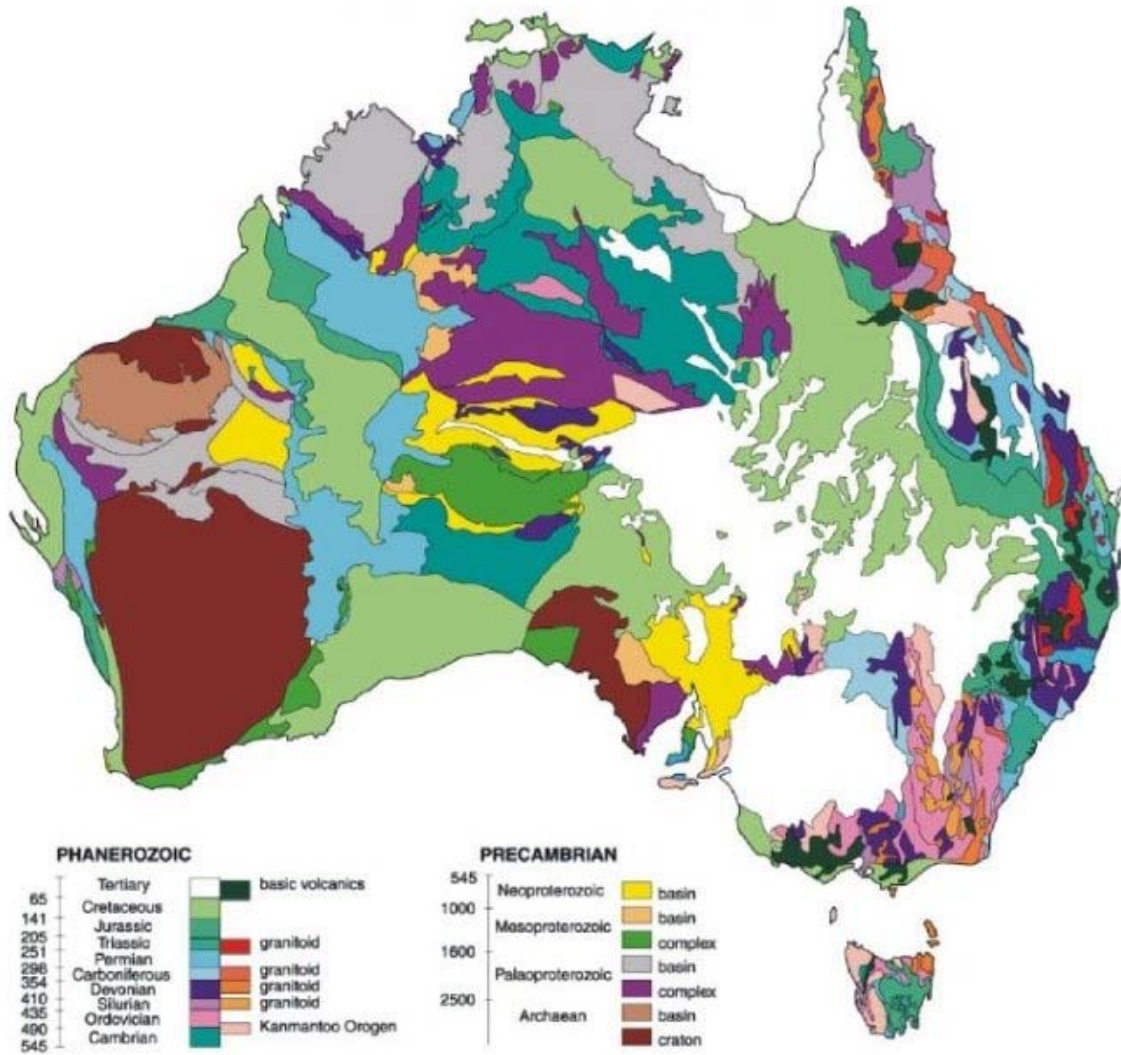 PHANEROZOIC
Tertiary
basic volcanics
65
Cretaceous
141
Jurassic
205
Triassic
granitoid
251
Permian
298
Carboniferous
granitoid
354
Devonian
granitoid
410
Silurian
granitoid
435
Ordovician
490
Kanmantoo Orogen
Cambrian
545
PRECAMBRIAN
545
Neoproterozoic
basin
1000
basin
Mesoproterozoic
complex
1600
basin
Palaoproterozoic
complex
2500
basin
Archaean
craton